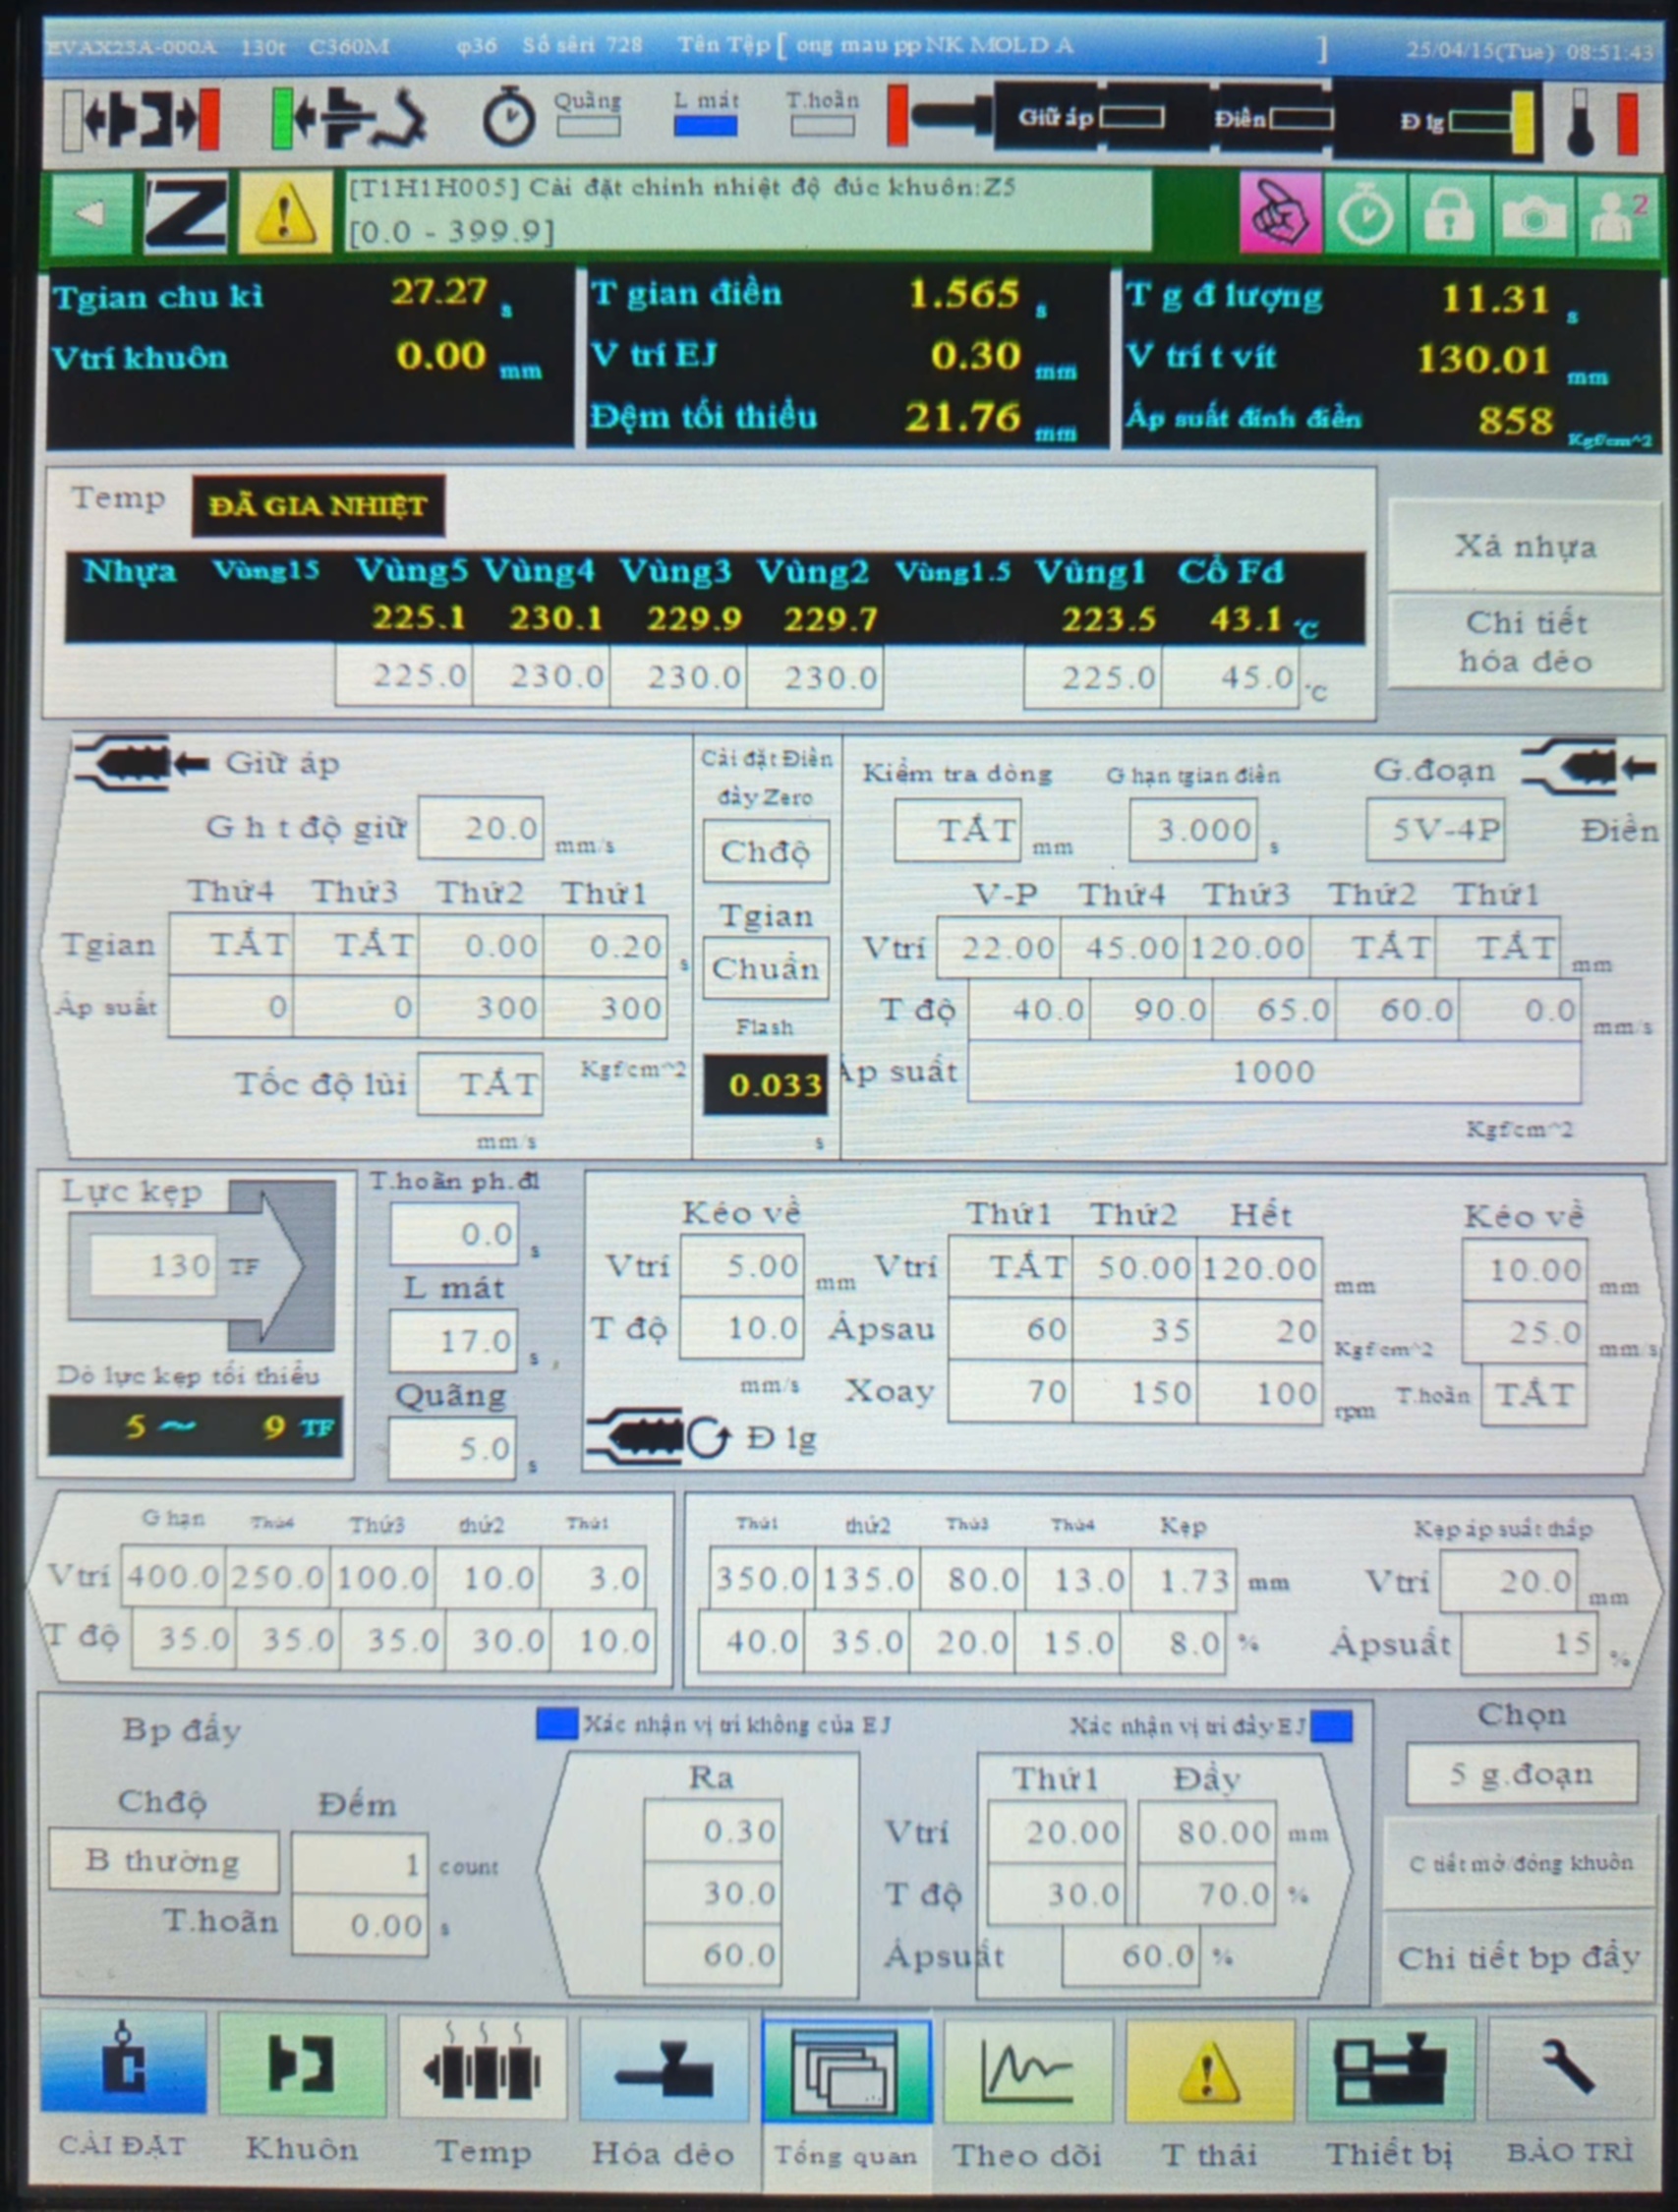 EVAX23A-000A 130t C360M φ36 Số sêri 728 Tên Tệp [ ong mau pp NK MOLD A ] 25/04/15(Tue) 08:51:43
Quãng L mát T.hoãn Giữ áp Điền Đ lg
[T1H1H005] Cài đặt chỉnh nhiệt độ đúc khuôn:Z5
[0.0 - 399.9]
2
Tgian chu kì 27.27 s T gian điền 1.565 s T g đ lượng 11.31 s
Vtrí khuôn 0.00 mm V trí EJ 0.30 mm V trí t vít 130.01 mm
Đệm tối thiểu 21.76 mm Áp suất đỉnh điền 858 Kgf/cm^2
Temp ĐÃ GIA NHIỆT
Xả nhựa
Nhựa Vùng15 Vùng5 Vùng4 Vùng3 Vùng2 Vùng1.5 Vùng1 Cổ Fd
225.1 230.1 229.9 229.7 223.5 43.1 °C
225.0 230.0 230.0 230.0 225.0 45.0 °C
Chi tiết
hóa dẻo
Giữ áp
G h t độ giữ 20.0 mm/s
Thứ4 Thứ3 Thứ2 Thứ1
Tgian TẮT TẮT 0.00 0.20 s
Áp suất 0 0 300 300
Kgf/cm^2
Tốc độ lùi TẮT
mm/s
Cài đặt Điền
đầy Zero
Chđộ
Tgian
Chuẩn
Flash
0.033
s
Kiểm tra dòng G hạn tgian điền G.đoạn
TẮT mm 3.000 s 5V-4P Điền
V-P Thứ4 Thứ3 Thứ2 Thứ1
Vtrí 22.00 45.00 120.00 TẮT TẮT mm
T độ 40.0 90.0 65.0 60.0 0.0 mm/s
Áp suất 1000
Kgf/cm^2
Lực kẹp
130 TF
Dò lực kẹp tối thiểu
5 ~ 9 TF
T.hoãn ph.đl
0.0 s
L mát
17.0 s
Quãng
5.0 s
Kéo về Thứ1 Thứ2 Hết Kéo về
Vtrí 5.00 mm Vtrí TẮT 50.00 120.00 mm 10.00 mm
T độ 10.0 Ápsau 60 35 20 Kgf/cm^2 25.0 mm/s
mm/s Xoay 70 150 100 rpm T.hoãn TẮT
Đ lg
G hạn Thứ4 Thứ3 thứ2 Thứ1
Vtrí 400.0 250.0 100.0 10.0 3.0
T độ 35.0 35.0 35.0 30.0 10.0
Thứ1 thứ2 Thứ3 Thứ4 Kẹp Kẹp áp suất thấp
350.0 135.0 80.0 13.0 1.73 mm Vtrí 20.0 mm
40.0 35.0 20.0 15.0 8.0 % Ápsuất 15 %
Bp đẩy Xác nhận vị trí không của EJ Xác nhận vị trí đẩy EJ
Chđộ Đếm
B thường 1 count
T.hoãn 0.00 s
Ra
0.30
30.0
60.0
Thứ1 Đẩy
Vtrí 20.00 80.00 mm
T độ 30.0 70.0 %
Ápsuất 60.0 %
Chọn
5 g.đoạn
C tiết mở/đóng khuôn
Chi tiết bp đẩy
CÀI ĐẶT Khuôn Temp Hóa dẻo Tổng quan Theo dõi T thái Thiết bị BẢO TRÌ